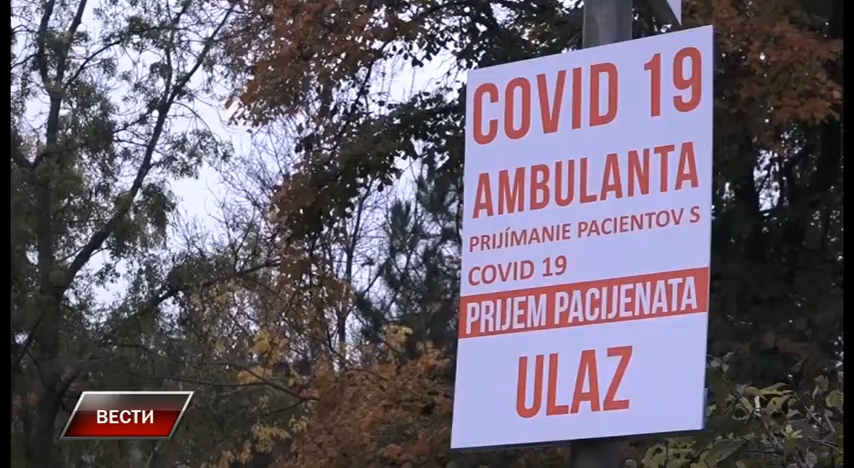 COVID 19
AMBULANTA
PRIJÍMANIE PACIENTOV S
COVID 19
PRIJEM PACIJENATA
ULAZ
ВЕСТИ